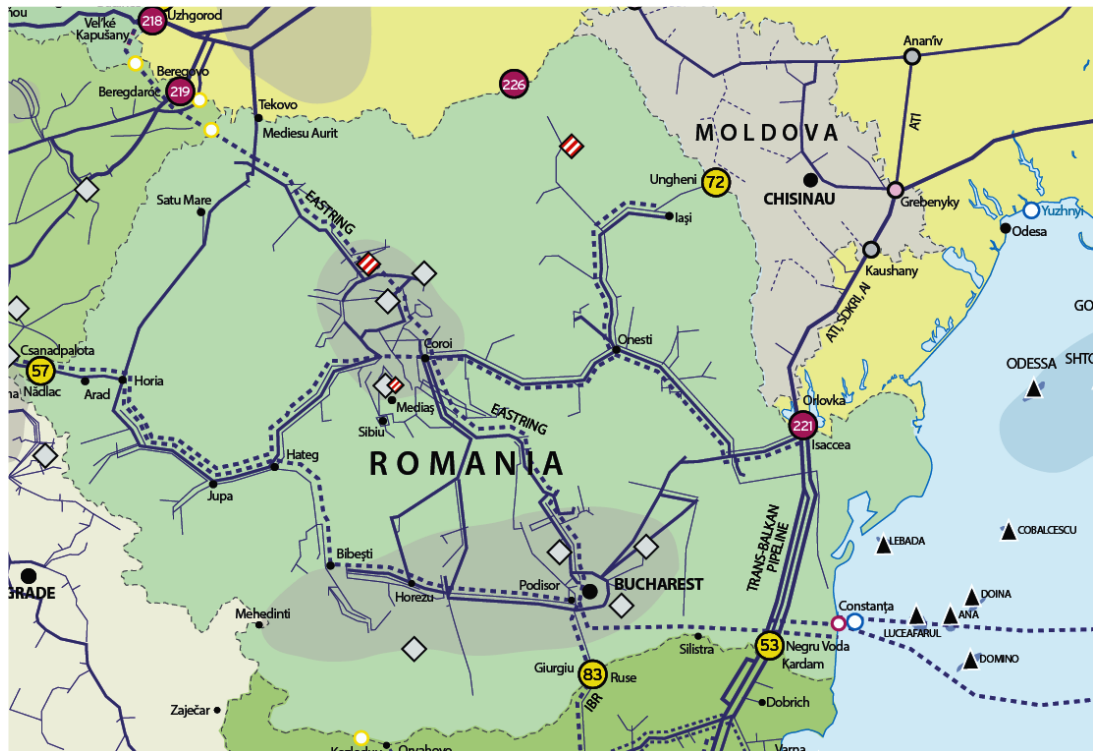 218
Uzhgorod
Vel'ké
Kapušany
Beregovo
219
Beregdaróc
226
Tekovo
Mediesu Aurit
Anan'iv
MOLDOVA
ATI
Ungheni
72
CHISINAU
Satu Mare
EASTRING
Iaşi
Grebenyky
Yuzhnyi
Odesa
Kaushany
ATI, SDKRI, AI
Csanadpalota
57
Nădlac
Arad
Horia
Coroi
Onesti
ODESSA
Mediaş
EASTRING
Sibiu
Orlovka
221
Isaccea
Hateg
ROMANIA
Jupa
TRANS-BALKAN
PIPELINE
LEBADA
COBALCESCU
Bibeşti
Horezu
Podisor
BUCHAREST
Mehedinti
Constanţa
DOINA
LUCEAFARUL
ANA
Silistra
53
Negru Voda
Kardam
DOMINO
Giurgiu
83
Ruse
IBR
Zaječar
Dobrich
Varna